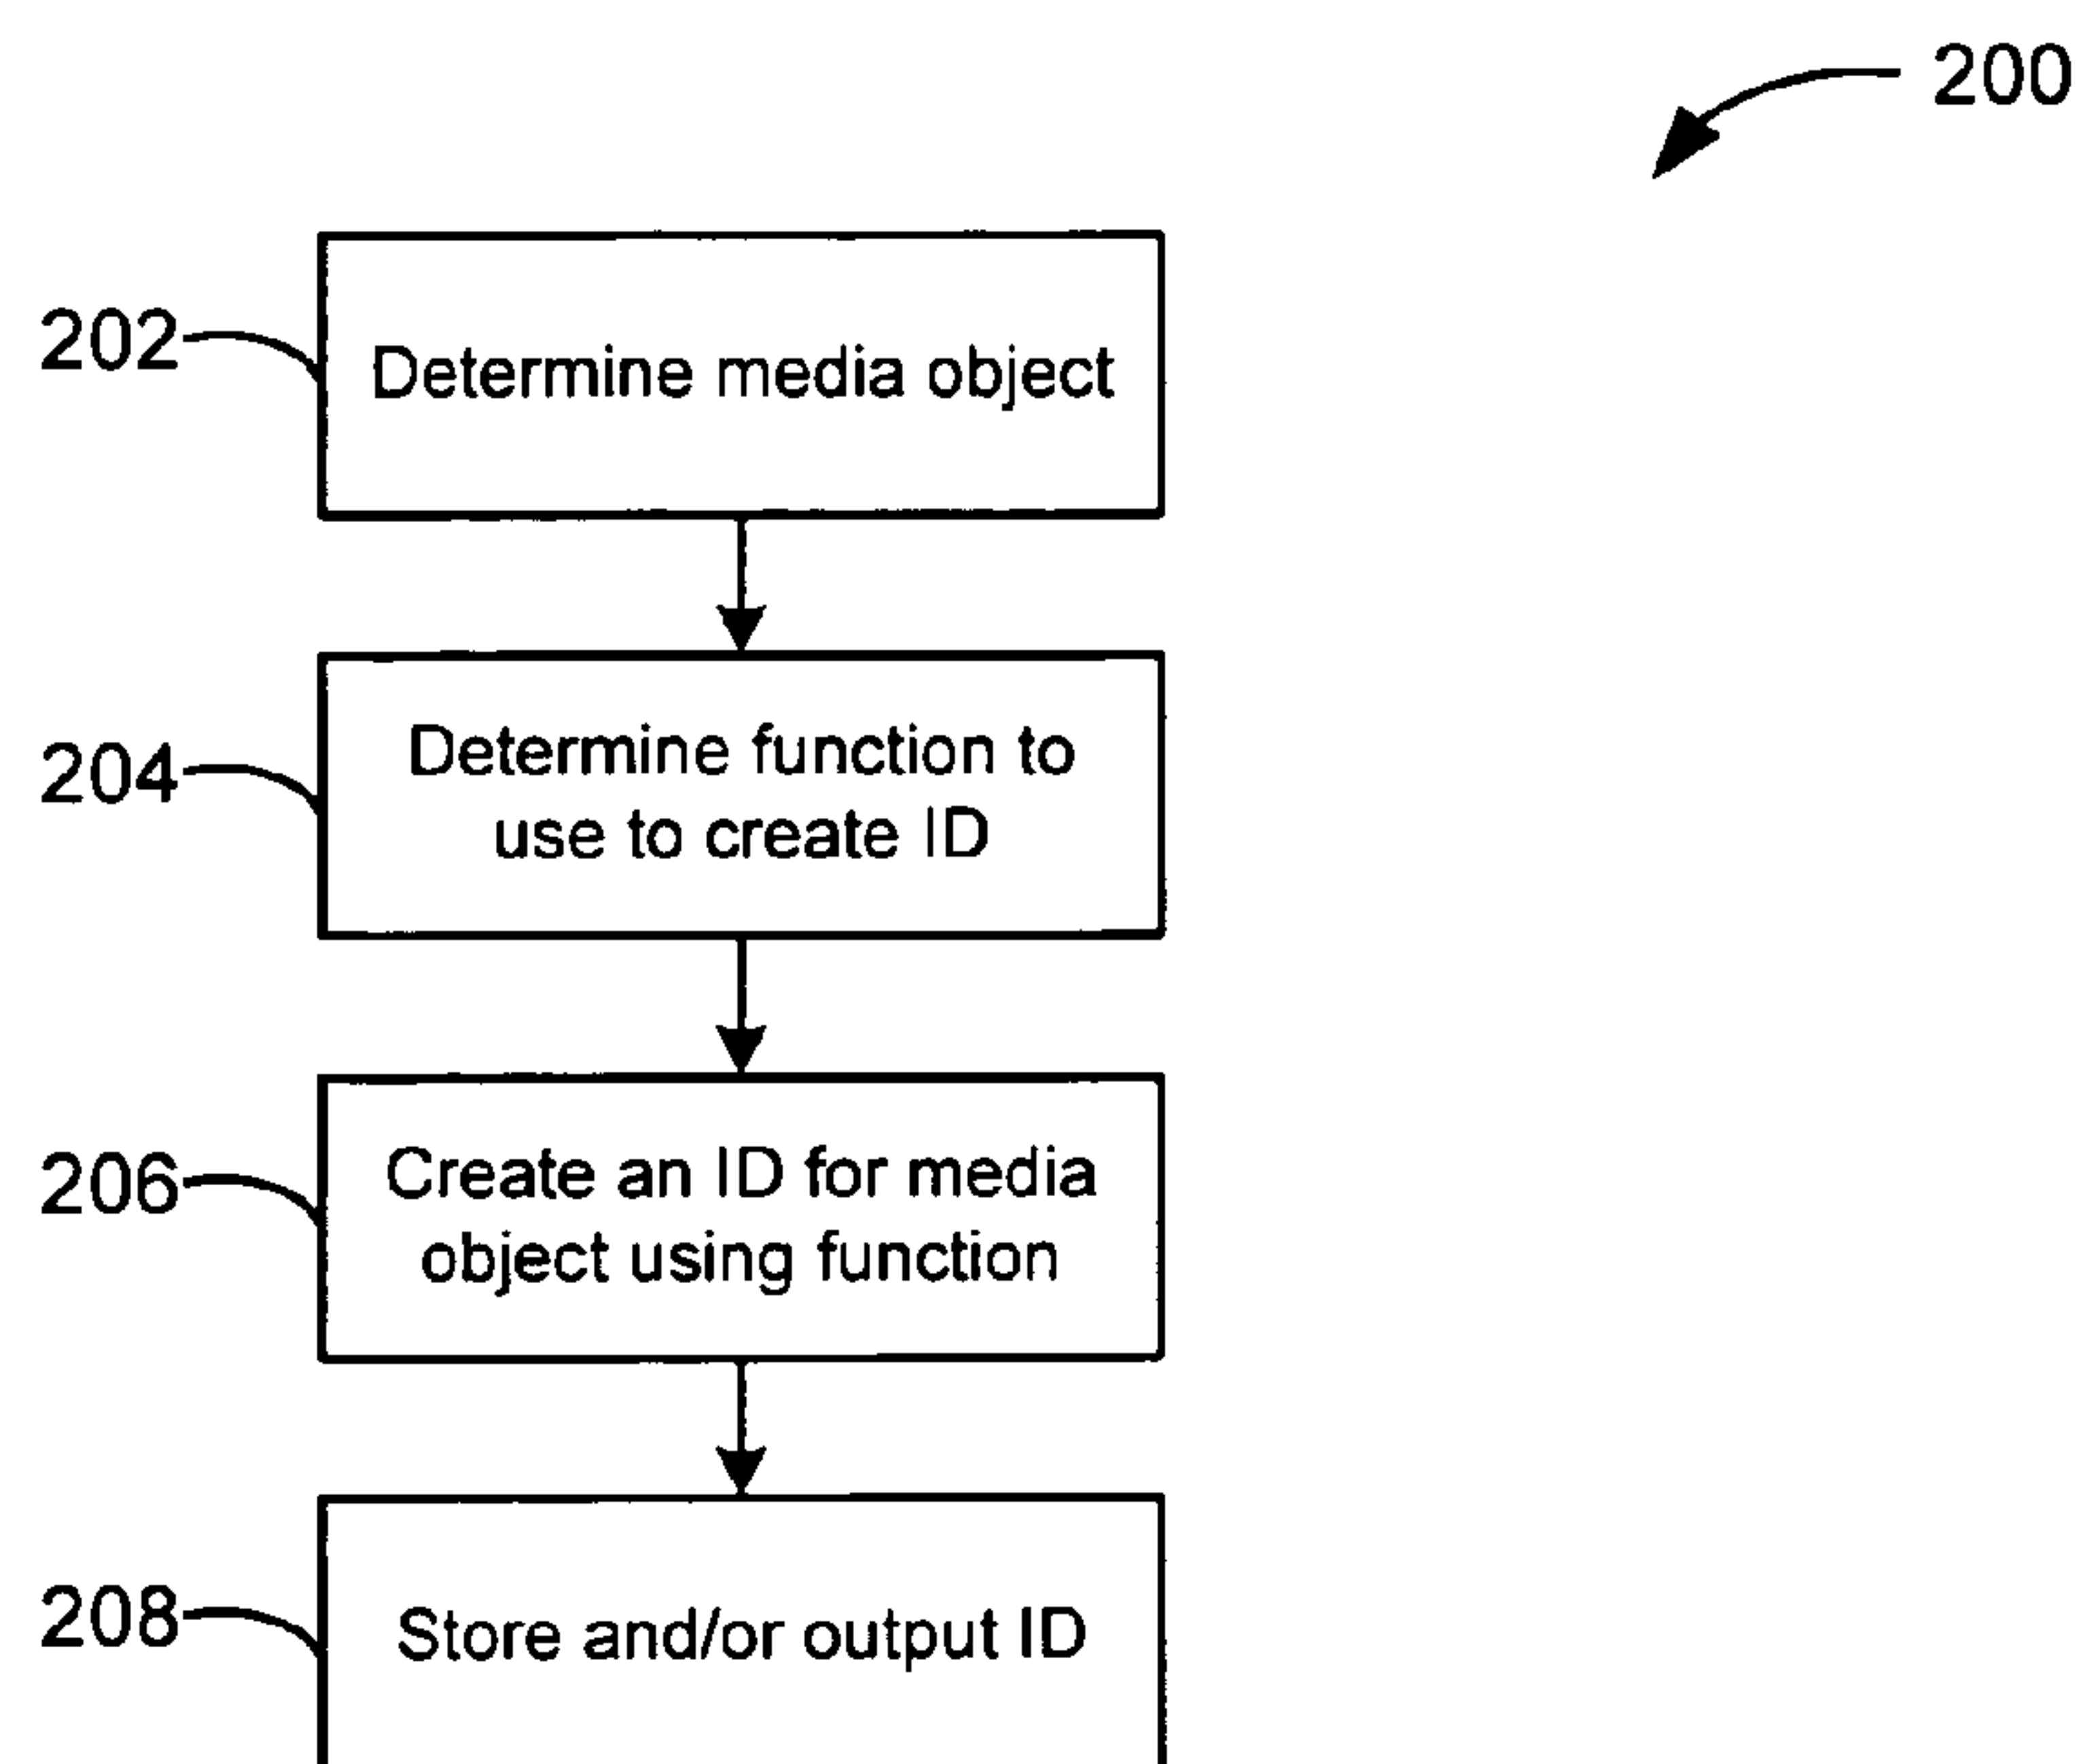 200
202
Determine media object
204
Determine function to
use to create ID
206
Create an ID for media
object using function
208
Store and/or output ID